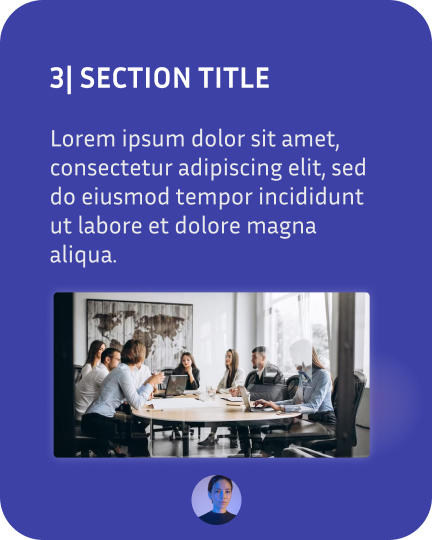 3| SECTION TITLE
Lorem ipsum dolor sit amet,
consectetur adipiscing elit, sed
do eiusmod tempor incididunt
ut labore et dolore magna
aliqua.